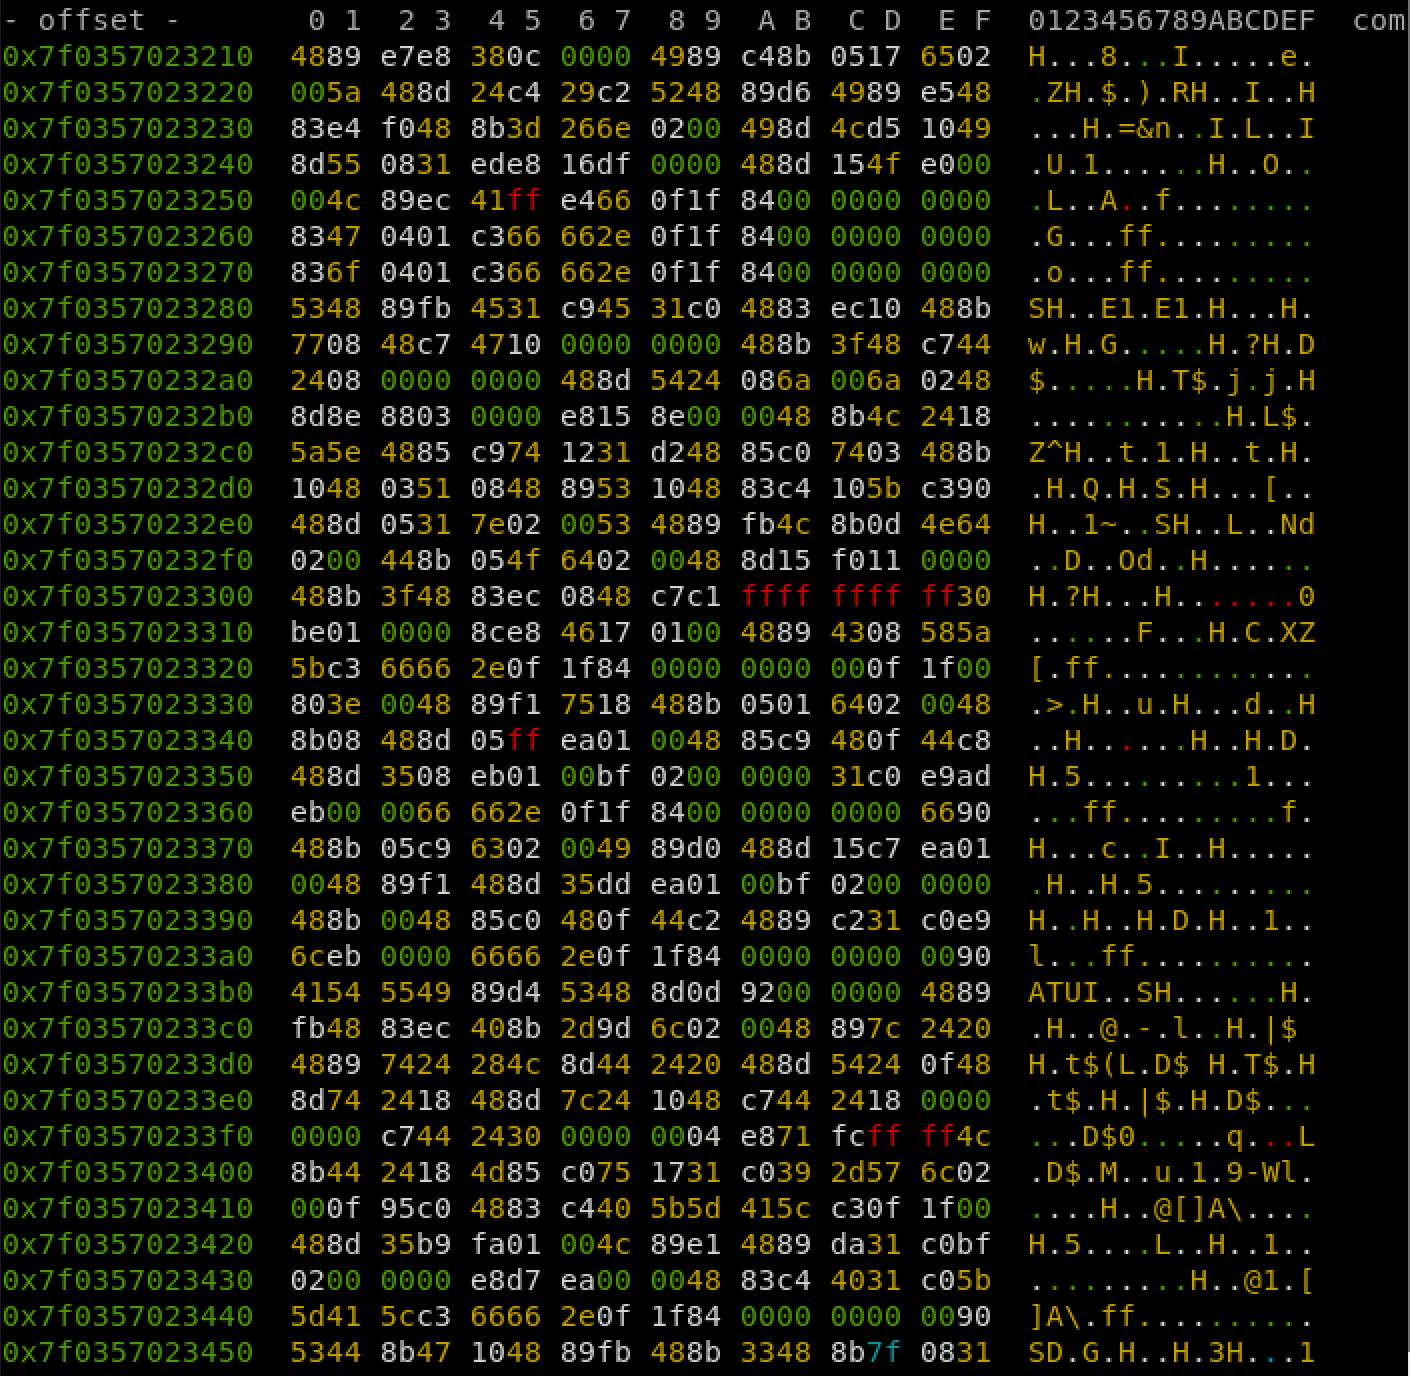 - offset -   0 1  2 3  4 5  6 7  8 9  A B  C D  E F  0123456789ABCDEF  com
0x7f0357023210  4889 e7e8 380c 0000 4989 c48b 0517 6502  H...8...I.....e.
0x7f0357023220  005a 488d 24c4 29c2 5248 89d6 4989 e548  .ZH.$.).RH..I..H
0x7f0357023230  83e4 f048 8b3d 266e 0200 498d 4cd5 1049  ...H.=&n..I.L..I
0x7f0357023240  8d55 0831 ede8 16df 0000 488d 154f e000  .U.1......H..O..
0x7f0357023250  004c 89ec 41ff e466 0f1f 8400 0000 0000  .L..A..f........
0x7f0357023260  8347 0401 c366 662e 0f1f 8400 0000 0000  .G...ff.........
0x7f0357023270  836f 0401 c366 662e 0f1f 8400 0000 0000  .o...ff.........
0x7f0357023280  5348 89fb 4531 c945 31c0 4883 ec10 488b  SH..E1.E1.H...H.
0x7f0357023290  7708 48c7 4710 0000 0000 488b 3f48 c744  w.H.G.....H.?H.D
0x7f03570232a0  2408 0000 0000 488d 5424 086a 006a 0248  $.....H.T$.j.j.H
0x7f03570232b0  8d8e 8803 0000 e815 8e00 0048 8b4c 2418  ...........H.L$.
0x7f03570232c0  5a5e 4885 c974 1231 d248 85c0 7403 488b  Z^H..t.1.H..t.H.
0x7f03570232d0  1048 0351 0848 8953 1048 83c4 105b c390  .H.Q.H.S.H...[..
0x7f03570232e0  488d 0531 7e02 0053 4889 fb4c 8b0d 4e64  H..1~..SH..L..Nd
0x7f03570232f0  0200 448b 054f 6402 0048 8d15 f011 0000  ..D..Od..H......
0x7f0357023300  488b 3f48 83ec 0848 c7c1 ffff ffff ff30  H.?H...H.......0
0x7f0357023310  be01 0000 8ce8 4617 0100 4889 4308 585a  ......F...H.C.XZ
0x7f0357023320  5bc3 6666 2e0f 1f84 0000 0000 000f 1f00  [.ff............
0x7f0357023330  803e 0048 89f1 7518 488b 0501 6402 0048  .>.H..u.H...d..H
0x7f0357023340  8b08 488d 05ff ea01 0048 85c9 480f 44c8  ..H......H..H.D.
0x7f0357023350  488d 3508 eb01 00bf 0200 0000 31c0 e9ad  H.5.........1...
0x7f0357023360  eb00 0066 662e 0f1f 8400 0000 0000 6690  ...ff.........f.
0x7f0357023370  488b 05c9 6302 0049 89d0 488d 15c7 ea01  H...c..I..H.....
0x7f0357023380  0048 89f1 488d 35dd ea01 00bf 0200 0000  .H..H.5.........
0x7f0357023390  488b 0048 85c0 480f 44c2 4889 c231 c0e9  H..H..H.D.H..1..
0x7f03570233a0  6ceb 0000 6666 2e0f 1f84 0000 0000 0090  l...ff..........
0x7f03570233b0  4154 5549 89d4 5348 8d0d 9200 0000 4889  ATUI..SH......H.
0x7f03570233c0  fb48 83ec 408b 2d9d 6c02 0048 897c 2420  .H..@.-.l..H.|$
0x7f03570233d0  4889 7424 284c 8d44 2420 488d 5424 0f48  H.t$(L.D$ H.T$.H
0x7f03570233e0  8d74 2418 488d 7c24 1048 c744 2418 0000  .t$.H.|$.H.D$...
0x7f03570233f0  0000 c744 2430 0000 0004 e871 fcff ff4c  ...D$0.....q...L
0x7f0357023400  8b44 2418 4d85 c075 1731 c039 2d57 6c02  .D$.M..u.1.9-Wl.
0x7f0357023410  000f 95c0 4883 c440 5b5d 415c c30f 1f00  ....H..@[]A\....
0x7f0357023420  488d 35b9 fa01 004c 89e1 4889 da31 c0bf  H.5....L..H..1..
0x7f0357023430  0200 0000 e8d7 ea00 0048 83c4 4031 c05b  .........H..@1.[
0x7f0357023440  5d41 5cc3 6666 2e0f 1f84 0000 0000 0090  ]A\.ff..........
0x7f0357023450  5344 8b47 1048 89fb 488b 3348 8b7f 0831  SD.G.H..H.3H...1